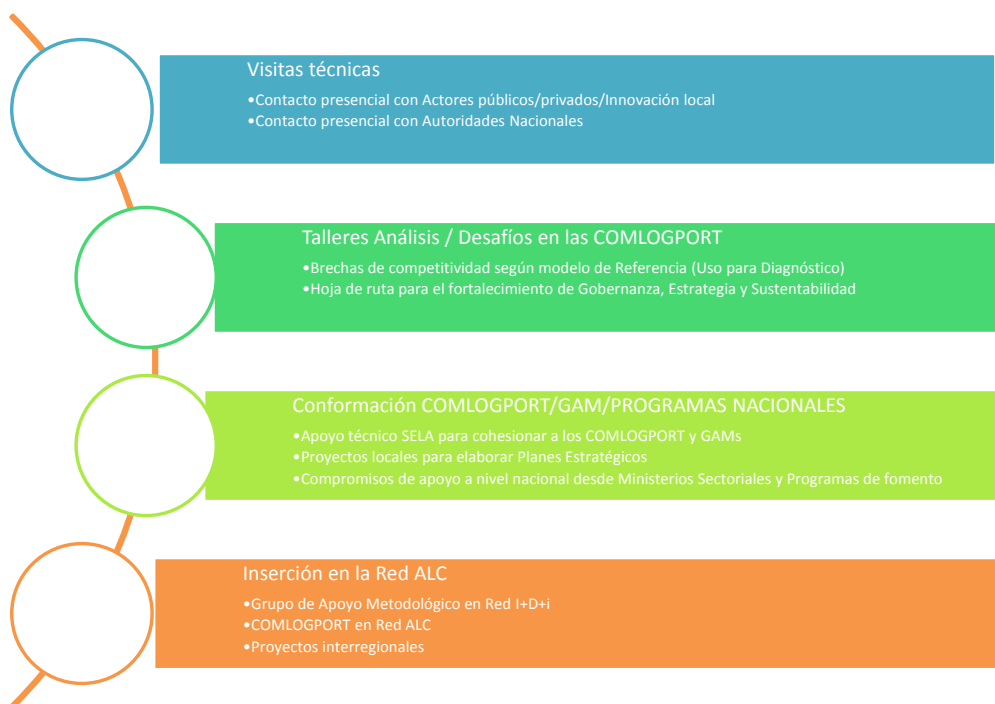 Visitas técnicas
•Contacto presencial con Actores públicos/privados/Innovación local
•Contacto presencial con Autoridades Nacionales
Talleres Análisis / Desafíos en las COMLOGPORT
•Brechas de competitividad según modelo de Referencia (Uso para Diagnóstico)
•Hoja de ruta para el fortalecimiento de Gobernanza, Estrategia y Sustentabilidad
Conformación COMLOGPORT/GAM/PROGRAMAS NACIONALES
•Apoyo técnico SELA para cohesionar a los COMLOGPORT y GAMs
•Proyectos locales para elaborar Planes Estratégicos
•Compromisos de apoyo a nivel nacional desde Ministerios Sectoriales y Programas de fomento
Inserción en la Red ALC
•Grupo de Apoyo Metodológico en Red I+D+i
•COMLOGPORT en Red ALC
•Proyectos interregionales